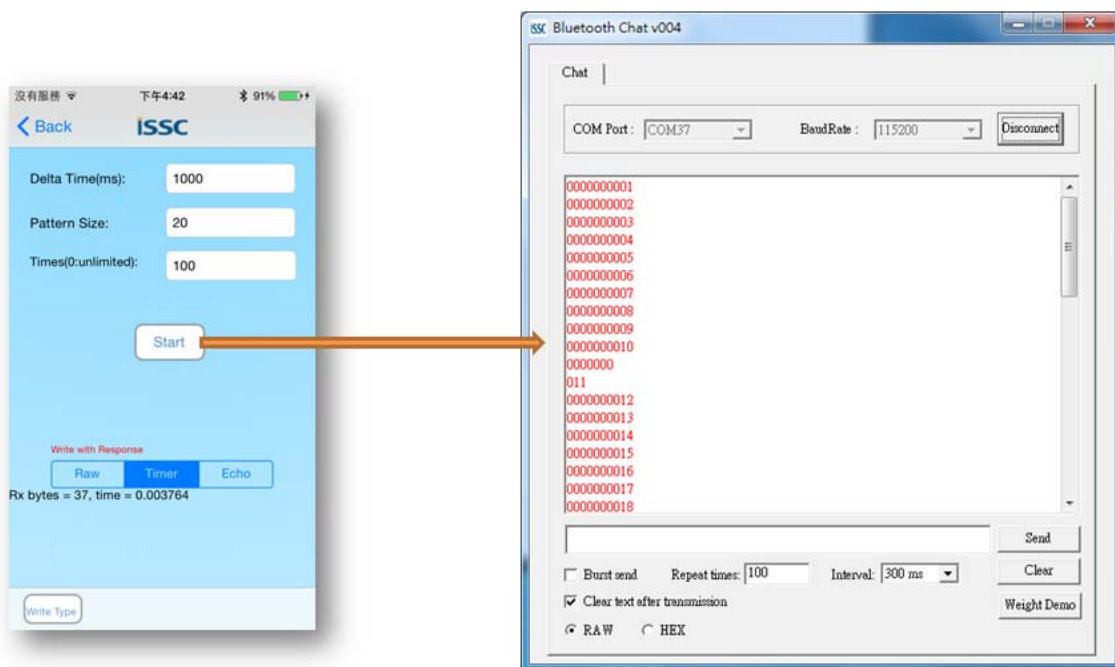 沒有服務 下午4:42 91%
Back ISSC
Delta Time(ms): 1000
Pattern Size: 20
Times(0:unlimited): 100
Start
Write with Response
Raw Timer Echo
Rx bytes = 37, time = 0.003764
Write Type
ISSC Bluetooth Chat v004
Chat
COM Port : COM37 BaudRate : 115200 Disconnect
0000000001
0000000002
0000000003
0000000004
0000000005
0000000006
0000000007
0000000008
0000000009
0000000010
0000000
011
0000000012
0000000013
0000000014
0000000015
0000000016
0000000017
0000000018
Send
Burst send Repeat times: 100 Interval: 300 ms Clear
Clear text after transmission Weight Demo
RAW HEX